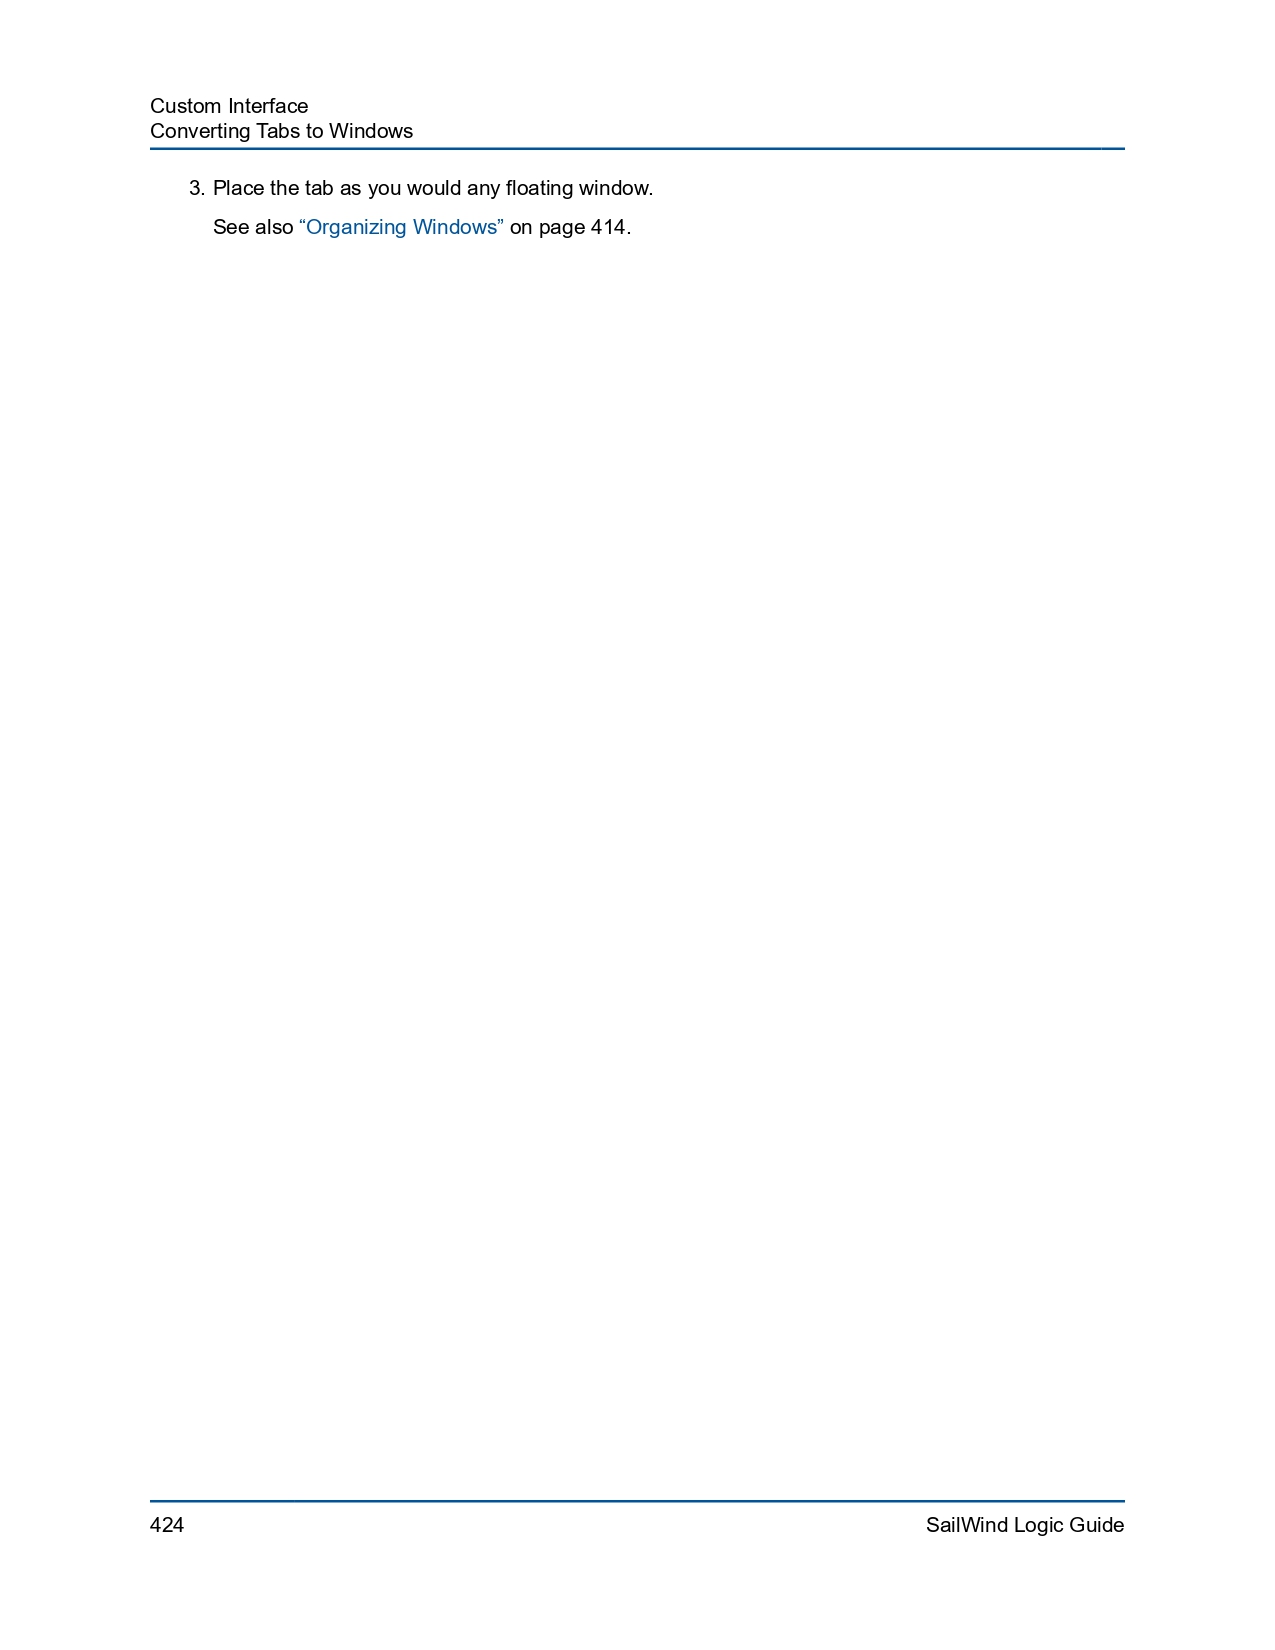 Custom Interface
Converting Tabs to Windows
3. Place the tab as you would any floating window.
See also “Organizing Windows” on page 414.
424
SailWind Logic Guide